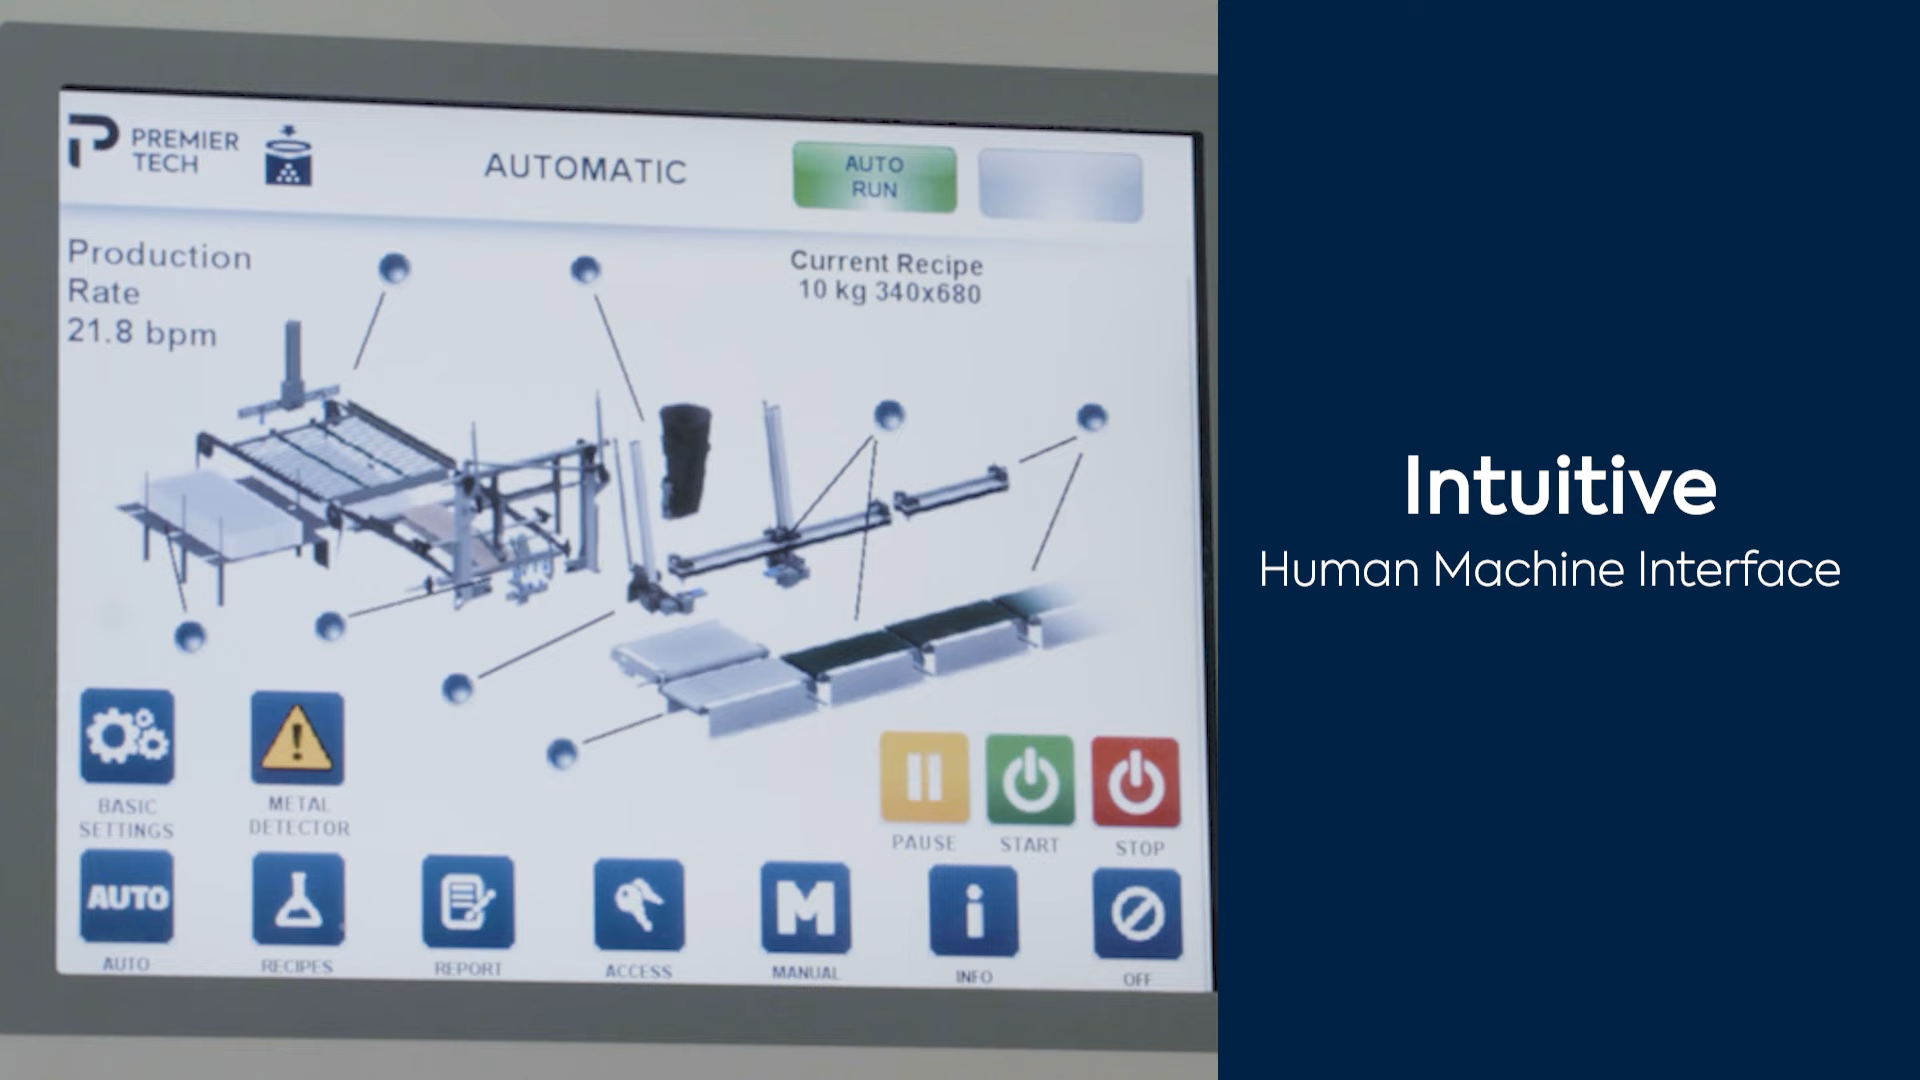 PREMIER
TECH
AUTOMATIC
AUTO
RUN
Production
Rate
21.8 bpm
Current Recipe
10 kg 340x680
BASIC
SETTINGS
METAL
DETECTOR
PAUSE
START
STOP
AUTO
AUTO
RECIPES
REPORT
ACCESS
M
MANUAL
i
INFO
OFF
Intuitive
Human Machine Interface